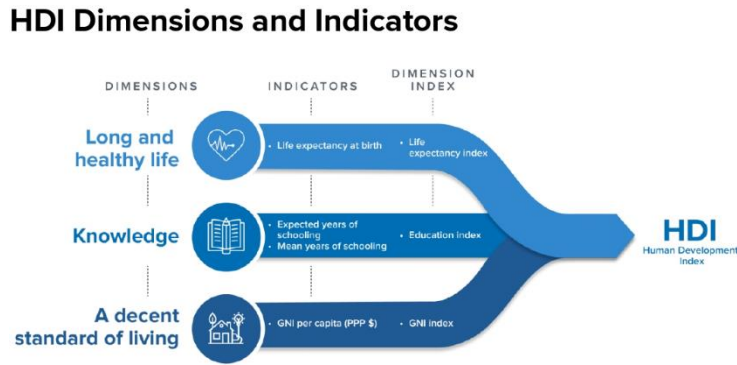 HDI Dimensions and Indicators
DIMENSIONS
INDICATORS
DIMENSION
INDEX
Long and
healthy life
• Life expectancy at birth
• Life
expectancy index
Knowledge
• Expected years of
schooling
• Mean years of schooling
• Education index
A decent
standard of living
• GNI per capita (PPP $)
• GNI index
HDI
Human Development
Index